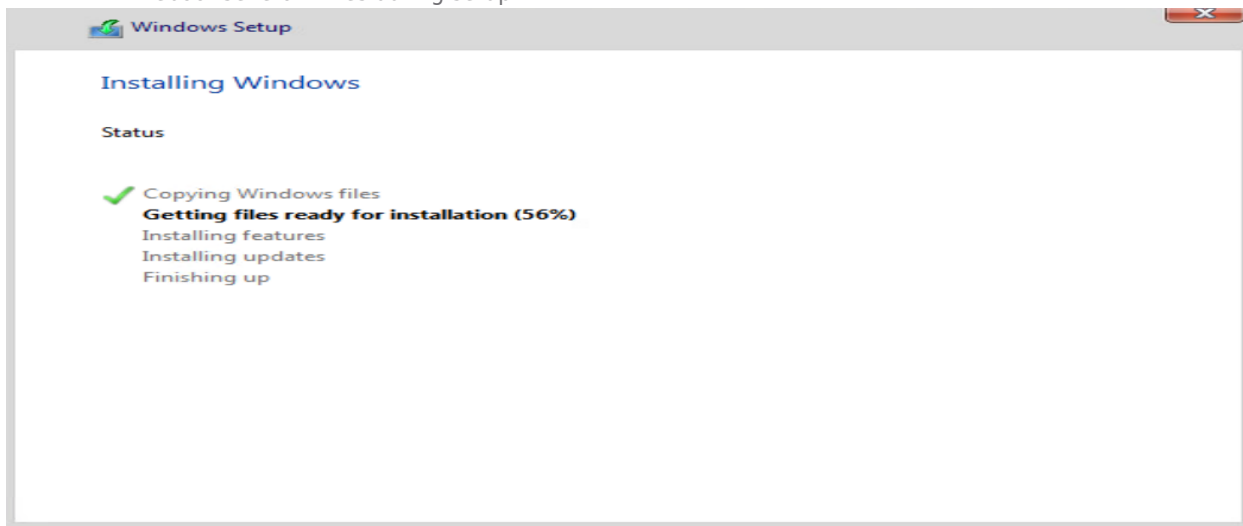 Windows Setup
Installing Windows
Status
Copying Windows files
Getting files ready for installation (56%)
Installing features
Installing updates
Finishing up